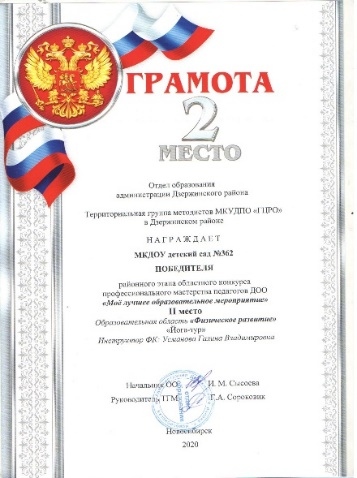 ГРАМОТА
2
МЕСТО
Отдел образования
администрации Дзержинского района
Территориальная группа методистов МКУДПО «ГЦРО»
в Дзержинском районе
НАГРАЖДАЕТ
МКДОУ детский сад №362
ПОБЕДИТЕЛЯ
районного этапа областного конкурса
профессионального мастерства педагогов ДОО
«Моё лучшее образовательное мероприятие»
II место
Образовательная область «Физическое развитие»
«Його-тур»
Инструктор ФК: Усманова Галина Владимировна
Начальник ОО: И. М. Сысоева
Руководитель ТГМ: Г.А. Сорокожик
Новосибирск
2020